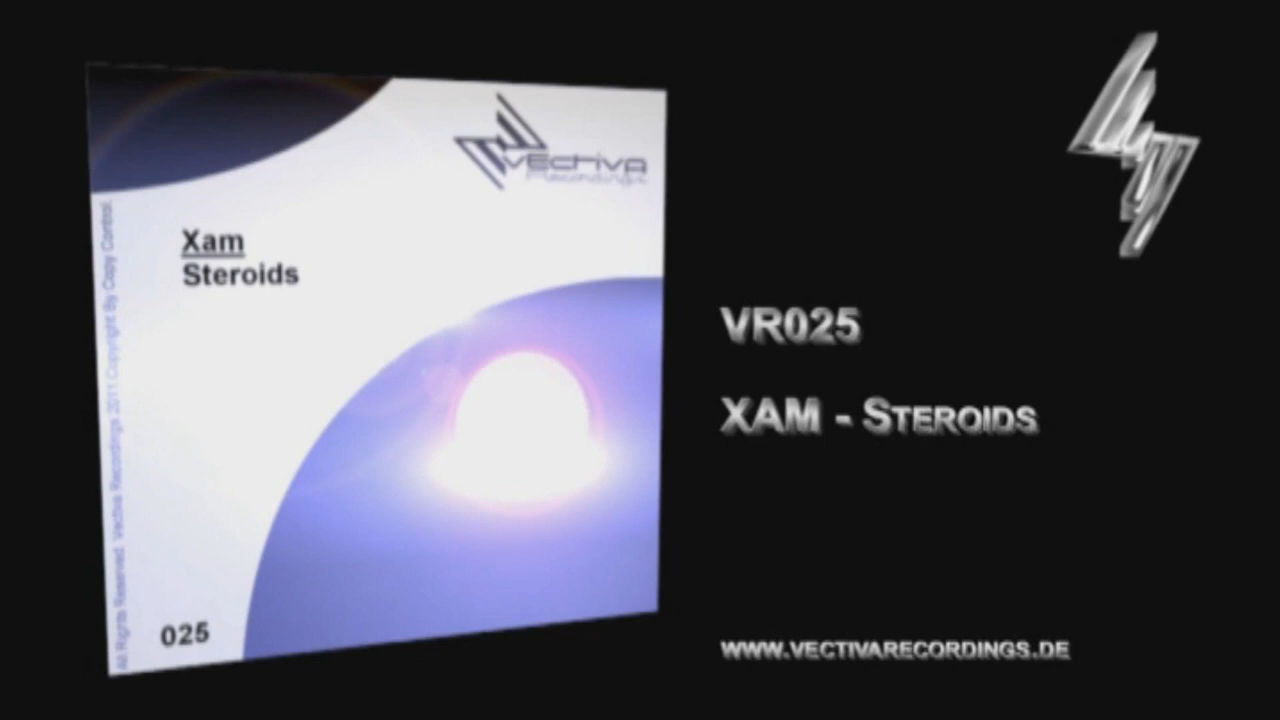 Vectiva
Recordings
Xam
Steroids
All Rights Reserved. Vectiva Recordings 2011.Copyright By Copy Control.
025
VR025
XAM - Steroids
www.vectivarecordings.de